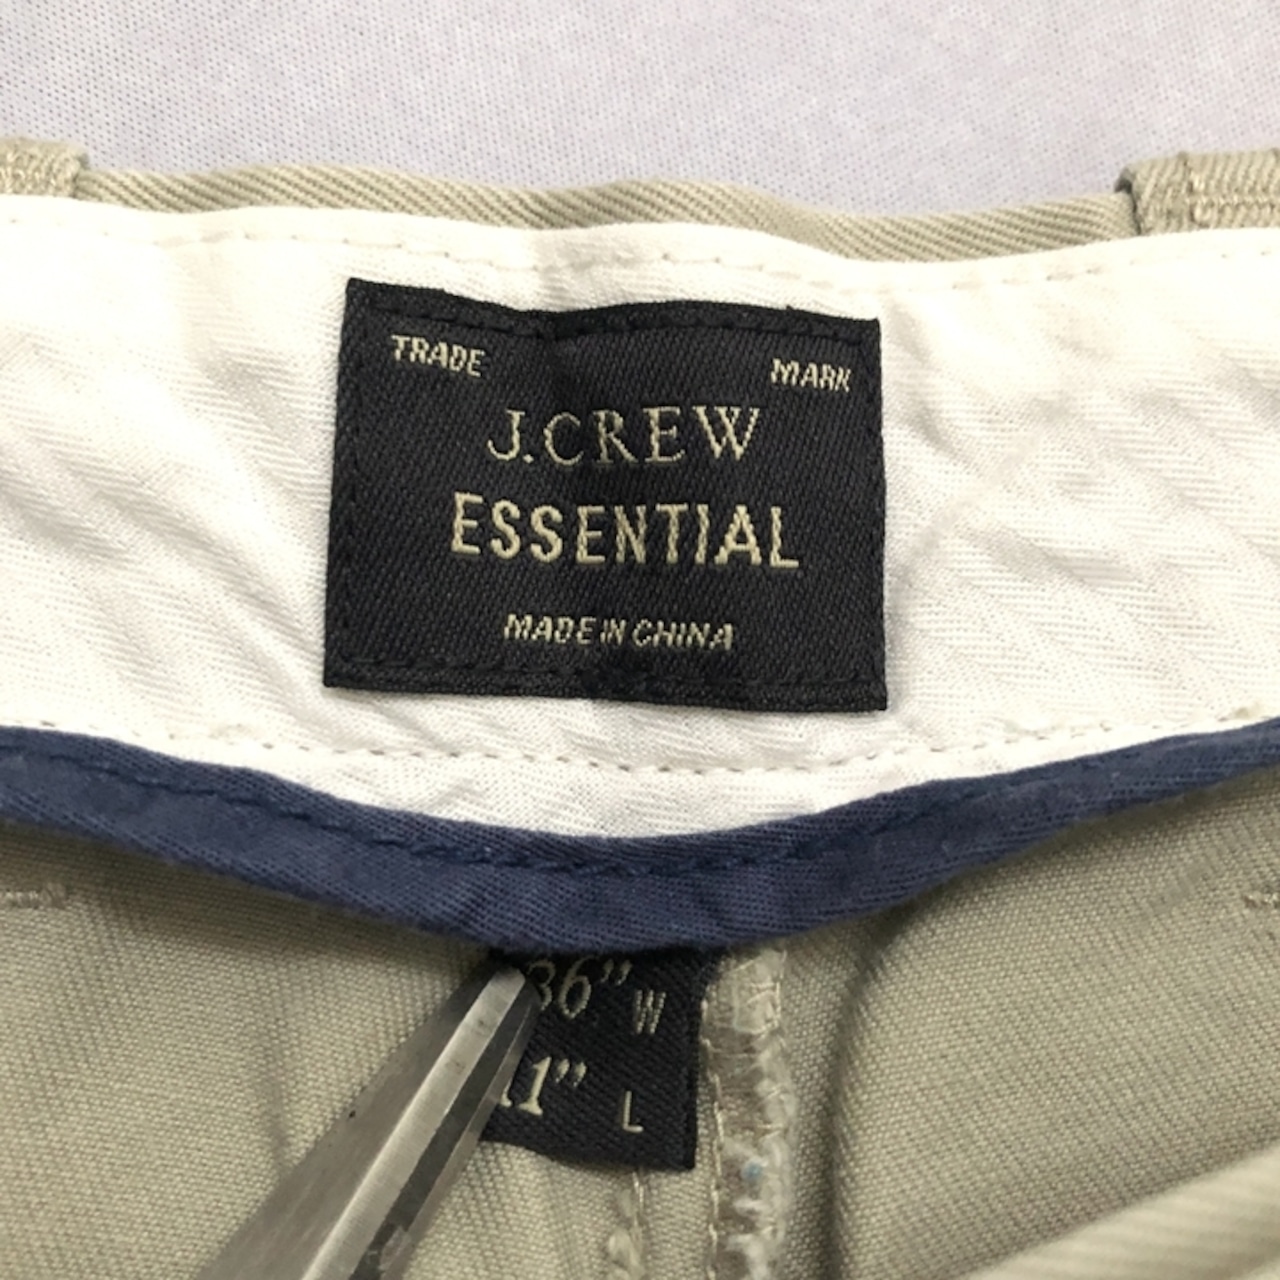 TRADE MARK
J.CREW
ESSENTIAL
MADE IN CHINA
36" W
11" L